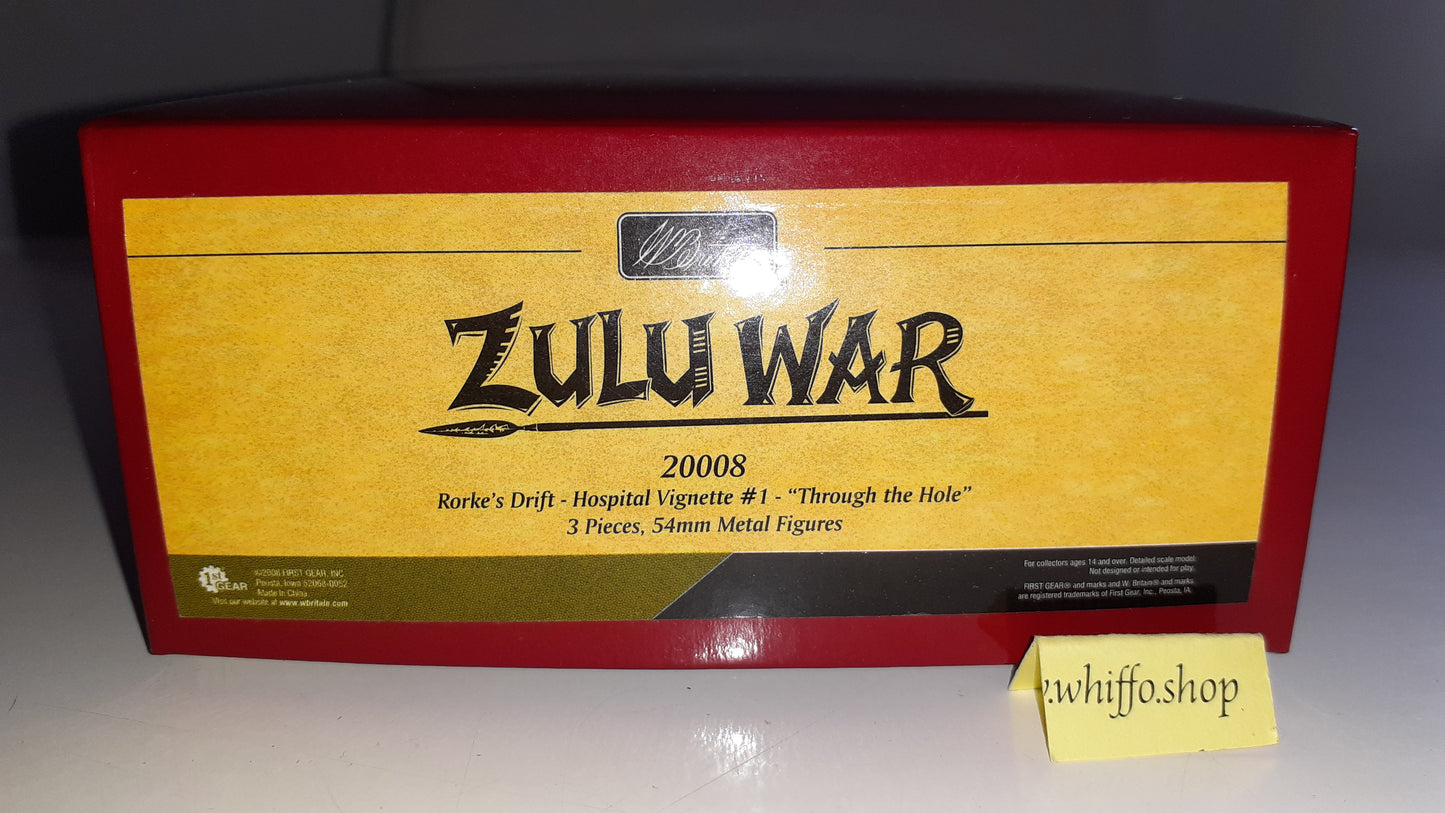 W. Britain
ZULU WAR
20008
Rorke's Drift - Hospital Vignette #1 - “Through the Hole”
3 Pieces, 54mm Metal Figures
1st GEAR
©2008 FIRST GEAR, INC.
Peosta, Iowa 52068-0052
Made In China
Visit our website at www.wbritain.com
For collectors ages 14 and over. Detailed scale model.
Not designed or intended for play.
FIRST GEAR® and marks and W. Britain® and marks
are registered trademarks of First Gear, Inc., Peosta, IA.
.whiffo.shop